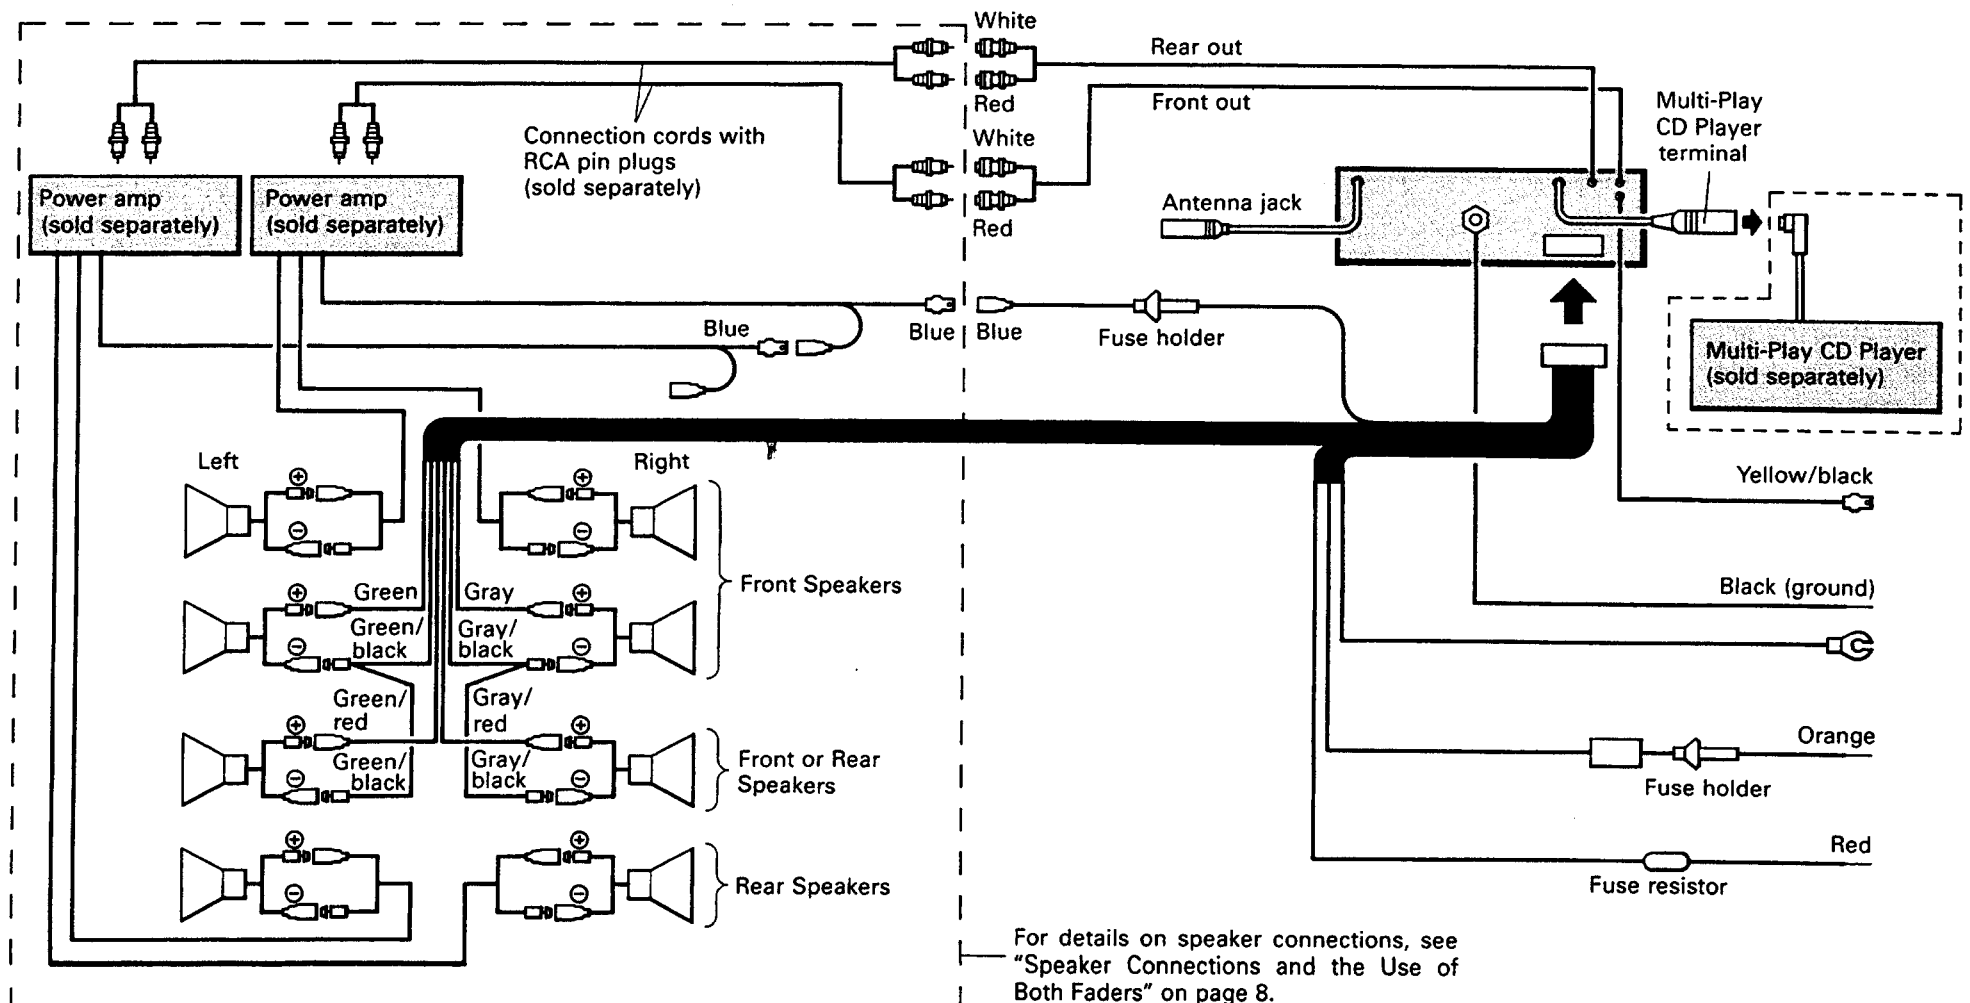 White
Rear out
Red
Front out
Multi-Play
CD Player
terminal
Connection cords with
RCA pin plugs
(sold separately)
White
Red
Power amp
(sold separately)
Power amp
(sold separately)
Antenna jack
Blue
Blue
Blue
Fuse holder
Multi-Play CD Player
(sold separately)
Left
Right
Yellow/black
Front Speakers
Green
Gray
Green/
black
Gray/
black
Black (ground)
Green/
red
Gray/
red
Green/
black
Gray/
black
Front or Rear
Speakers
Orange
Fuse holder
Rear Speakers
Red
Fuse resistor
For details on speaker connections, see
"Speaker Connections and the Use of
Both Faders" on page 8.